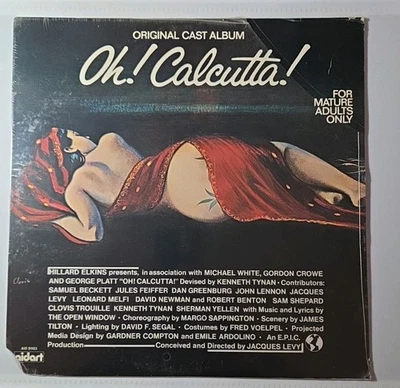 ORIGINAL CAST ALBUM
Oh! Calcutta!
FOR
MATURE
ADULTS
ONLY
HILLARD ELKINS presents, in association with MICHAEL WHITE, GORDON CROWE
AND GEORGE PLATT "OH! CALCUTTA!" Devised by KENNETH TYNAN • Contributors:
SAMUEL BECKETT JULES FEIFFER DAN GREENBURG JOHN LENNON JACQUES
LEVY LEONARD MELFI DAVID NEWMAN and ROBERT BENTON SAM SHEPARD
CLOVIS TROUILLE KENNETH TYNAN SHERMAN YELLEN with Music and Lyrics by
THE OPEN WINDOW • Choreography by MARGO SAPPINGTON • Scenery by JAMES
TILTON • Lighting by DAVID F. SEGAL • Costumes by FRED VOELPEL • Projected
Media Design by GARDNER COMPTON and EMILE ARDOLINO • An E.P.I.C.
Production
Conceived and Directed by JACQUES LEVY
aidart